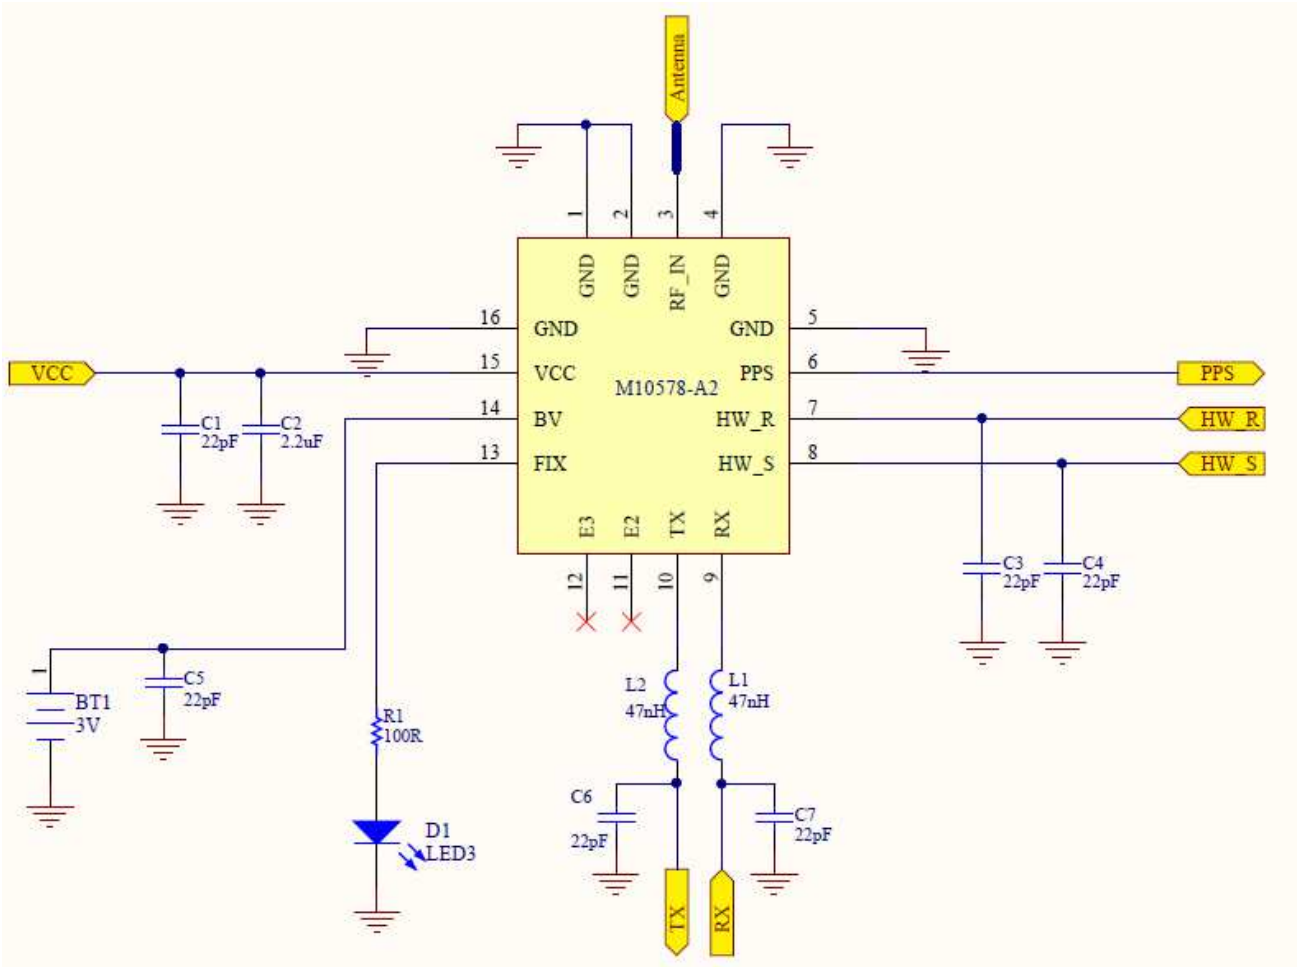 Antenna
1
2
3
4
GND
GND
RF_IN
GND
16
GND
GND
5
VCC
15
VCC
M10578-A2
PPS
6
PPS
14
BV
HW_R
7
HW_R
13
FIX
HW_S
8
HW_S
C1
22pF
C2
2.2uF
E3
E2
TX
RX
12
11
10
9
C3
22pF
C4
22pF
1
BT1
3V
C5
22pF
R1
100R
L2
47nH
L1
47nH
C6
22pF
C7
22pF
D1
LED3
TX
RX